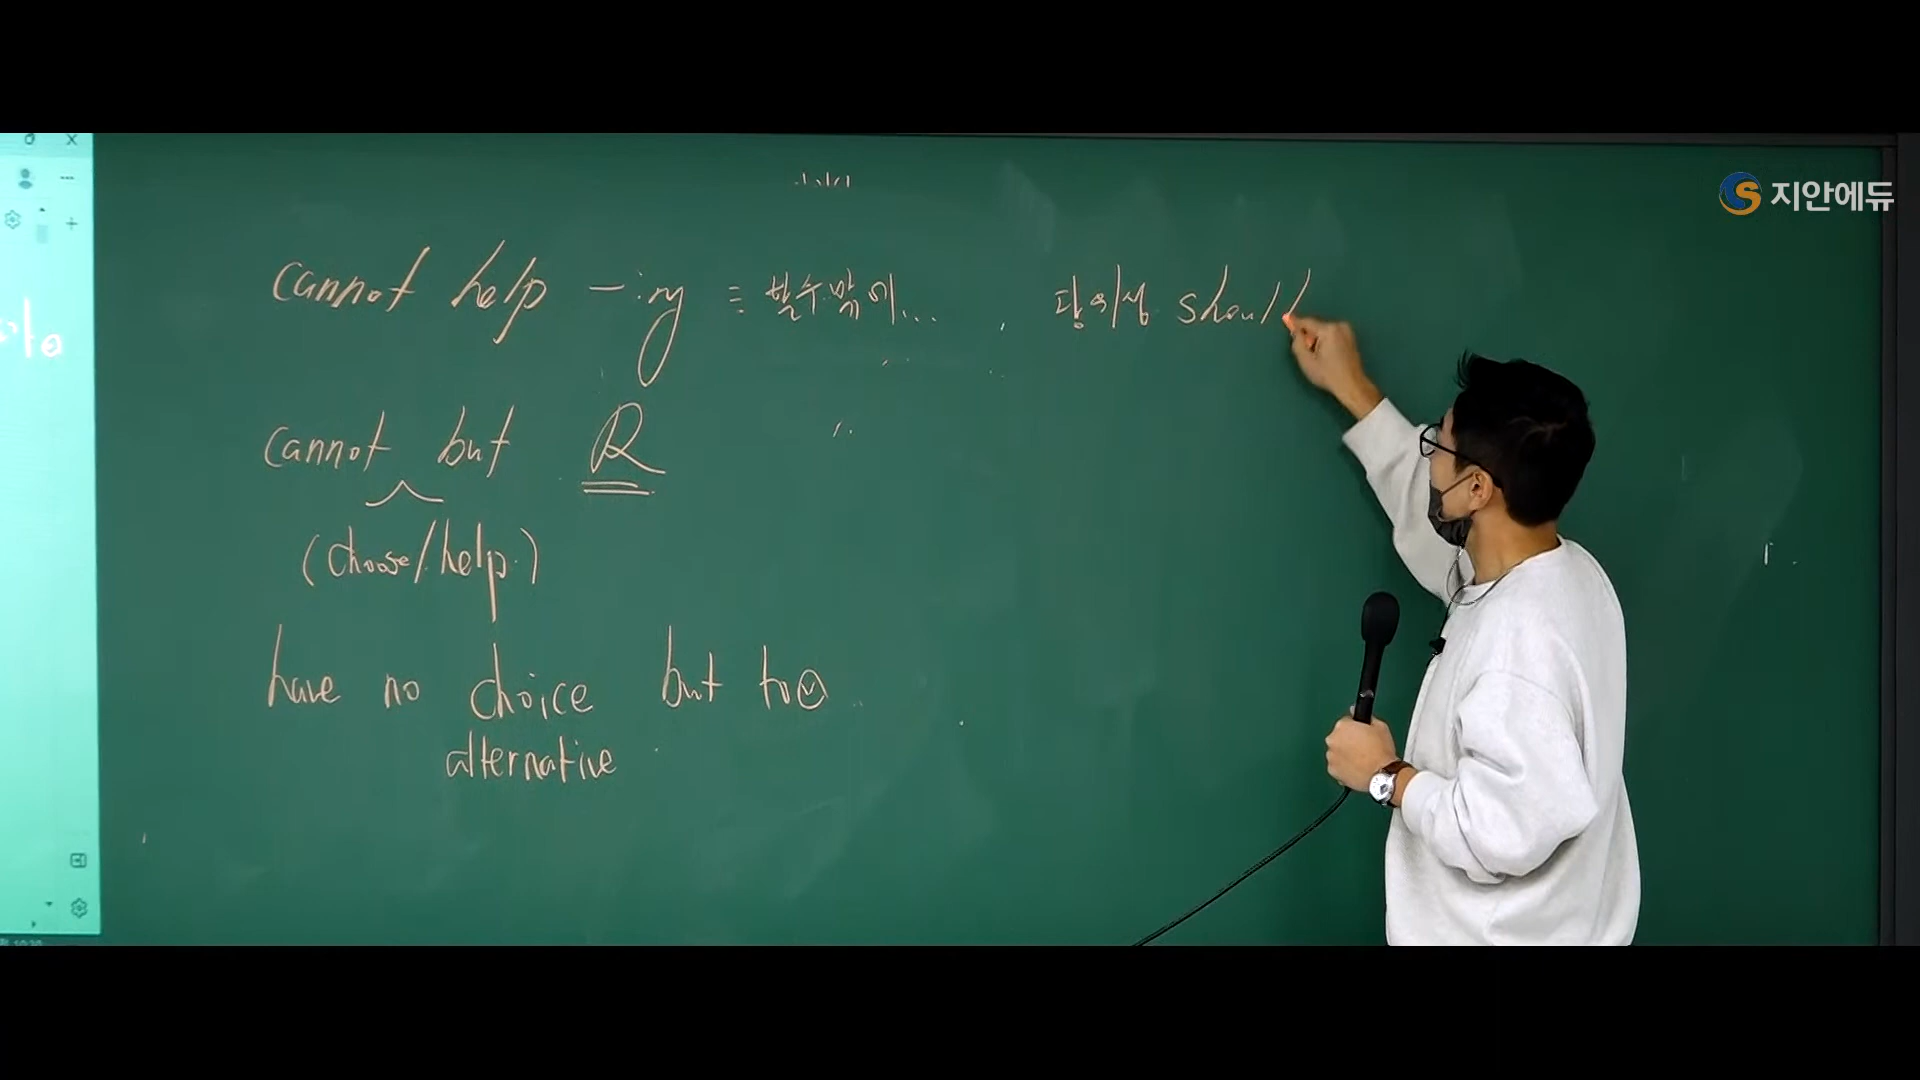 지안에듀
cannot help -ing = 할 수 밖에...
당위성 should
cannot but R
(choose/help)
have no choice but to ⓥ
alternative